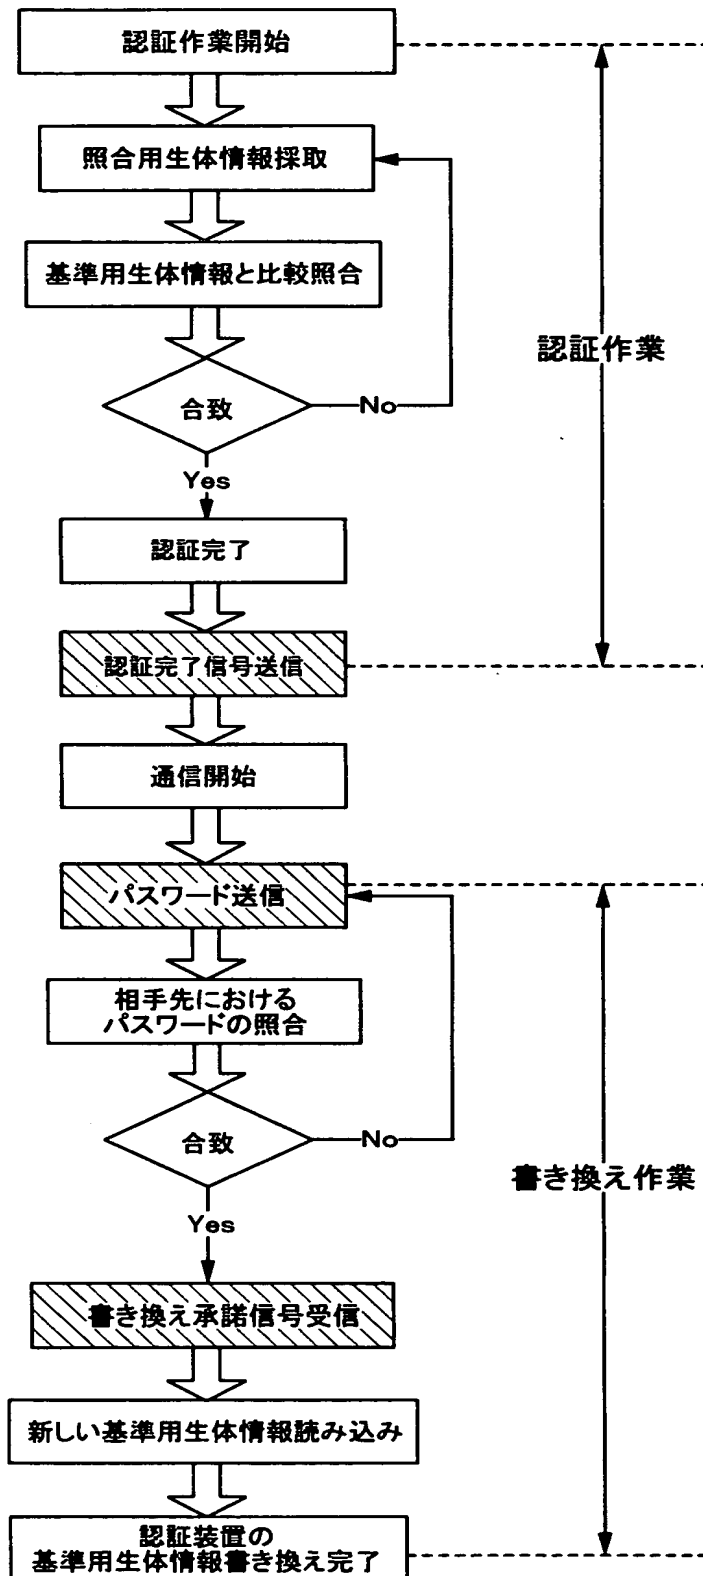 認証作業開始
照合用生体情報採取
基準用生体情報と比較照合
合致
No
Yes
認証完了
認証完了信号送信
認証作業
通信開始
パスワード送信
相手先における
パスワードの照合
合致
No
Yes
書き換え作業
書き換え承諾信号受信
新しい基準用生体情報読み込み
認証装置の
基準用生体情報書き換え完了